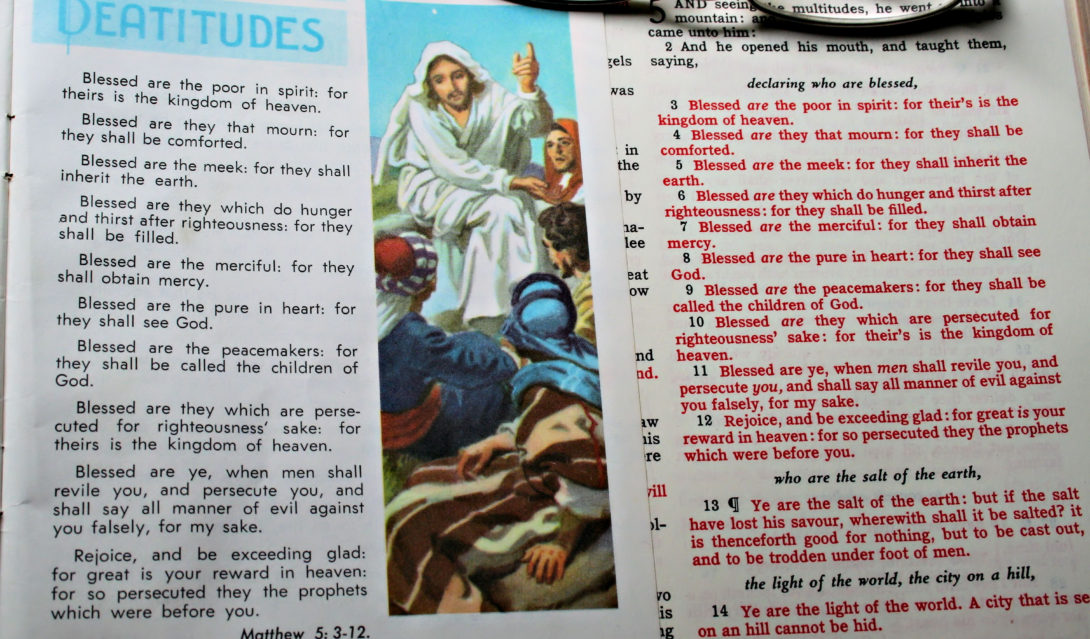 BEATITUDES
Blessed are the poor in spirit: for
theirs is the kingdom of heaven.
Blessed are they that mourn: for
they shall be comforted.
Blessed are the meek: for they shall
inherit the earth.
Blessed are they which do hunger
and thirst after righteousness: for they
shall be filled.
Blessed are the merciful: for they
shall obtain mercy.
Blessed are the pure in heart: for
they shall see God.
Blessed are the peacemakers: for
they shall be called the children of
God.
Blessed are they which are perse-
cuted for righteousness' sake: for
theirs is the kingdom of heaven.
Blessed are ye, when men shall
revile you, and persecute you, and
shall say all manner of evil against
you falsely, for my sake.
Rejoice, and be exceeding glad:
for great is your reward in heaven:
for so persecuted they the prophets
which were before you.
Matthew 5: 3-12.
gels
was
in
the
by
na-
lee
eat
ow
nd
nd.
aw
his
re
will
ol-
wo
is
ng
5 AND seeing the multitudes, he went into a
mountain:
came unto him:
2 And he opened his mouth, and taught them,
saying,
declaring who are blessed,
3 Blessed are the poor in spirit: for their's is the
kingdom of heaven.
4 Blessed are they that mourn: for they shall be
comforted.
5 Blessed are the meek: for they shall inherit the
earth.
6 Blessed are they which do hunger and thirst after
righteousness: for they shall be filled.
7 Blessed are the merciful: for they shall obtain
mercy.
8 Blessed are the pure in heart: for they shall see
God.
9 Blessed are the peacemakers: for they shall be
called the children of God.
10 Blessed are they which are persecuted for
righteousness' sake: for their's is the kingdom of
heaven.
11 Blessed are ye, when men shall revile you, and
persecute you, and shall say all manner of evil against
you falsely, for my sake.
12 Rejoice, and be exceeding glad: for great is your
reward in heaven: for so persecuted they the prophets
which were before you.
who are the salt of the earth,
13 ¶ Ye are the salt of the earth: but if the salt
have lost his savour, wherewith shall it be salted? it
is thenceforth good for nothing, but to be cast out,
and to be trodden under foot of men.
the light of the world, the city on a hill,
14 Ye are the light of the world. A city that is se
on an hill cannot be hid.